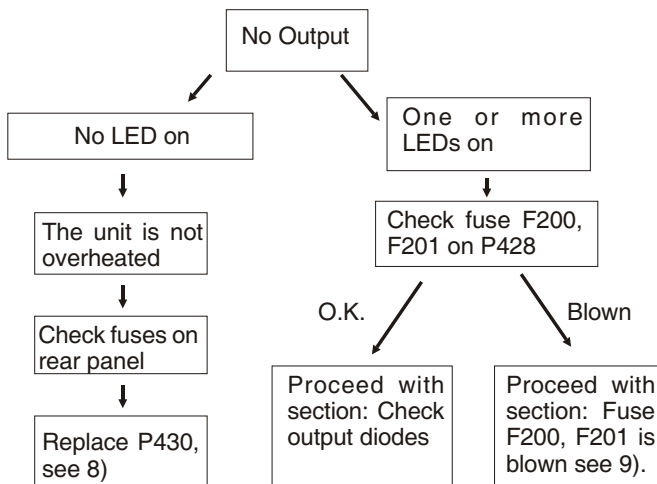 No Output
No LED on
One or more
LEDs on
The unit is not
overheated
Check fuse F200,
F201 on P428
O.K.
Blown
Check fuses on
rear panel
Proceed with
section: Check
output diodes
Proceed with
section: Fuse
F200, F201 is
blown see 9).
Replace P430,
see 8)